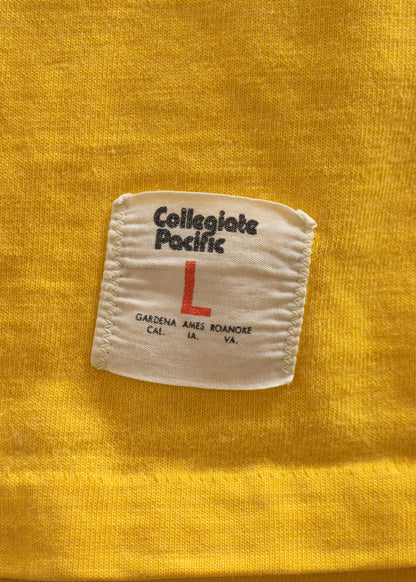 Collegiate
Pacific
L
GARDENA AMES ROANOKE
CAL. IA. VA.